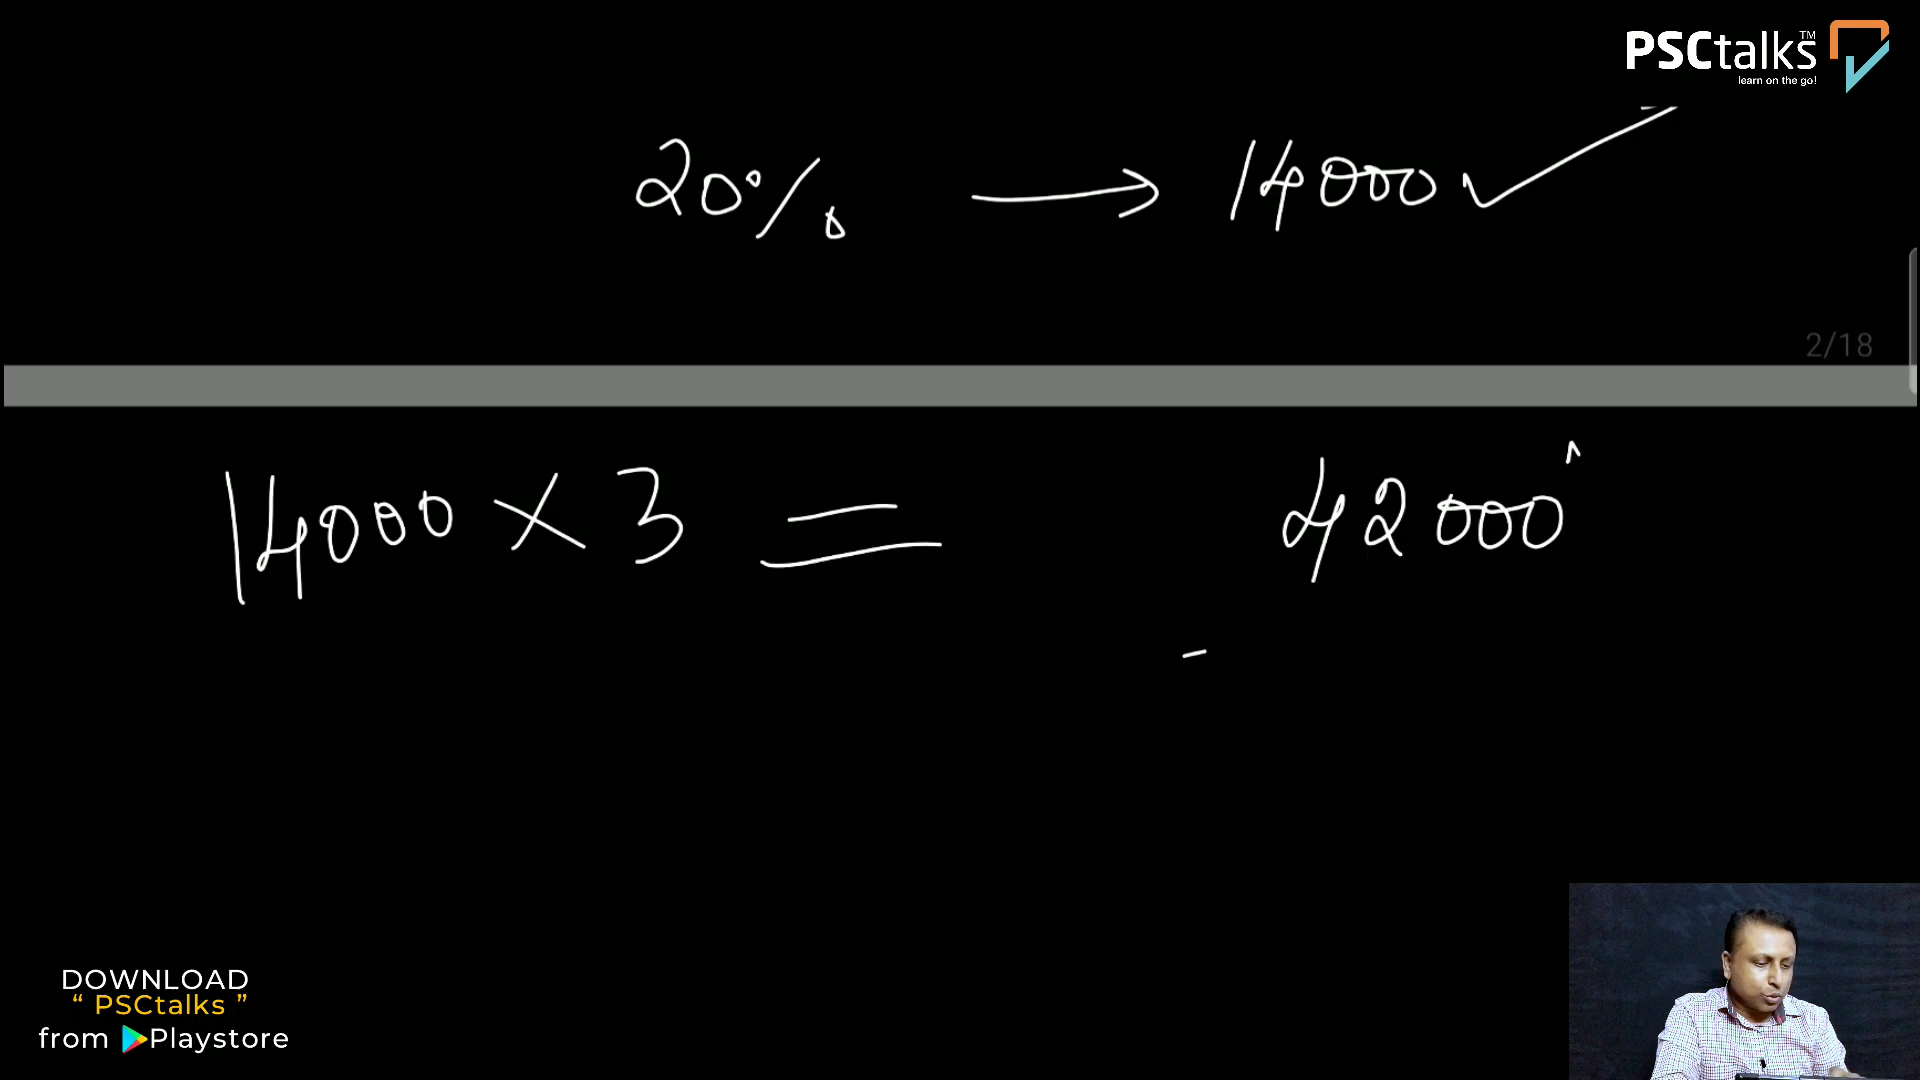 PSCtalks™
learn on the go!
20% → 14000 ✓
2/18
14000 × 3 = 42000
DOWNLOAD
“ PSCtalks ”
from Playstore